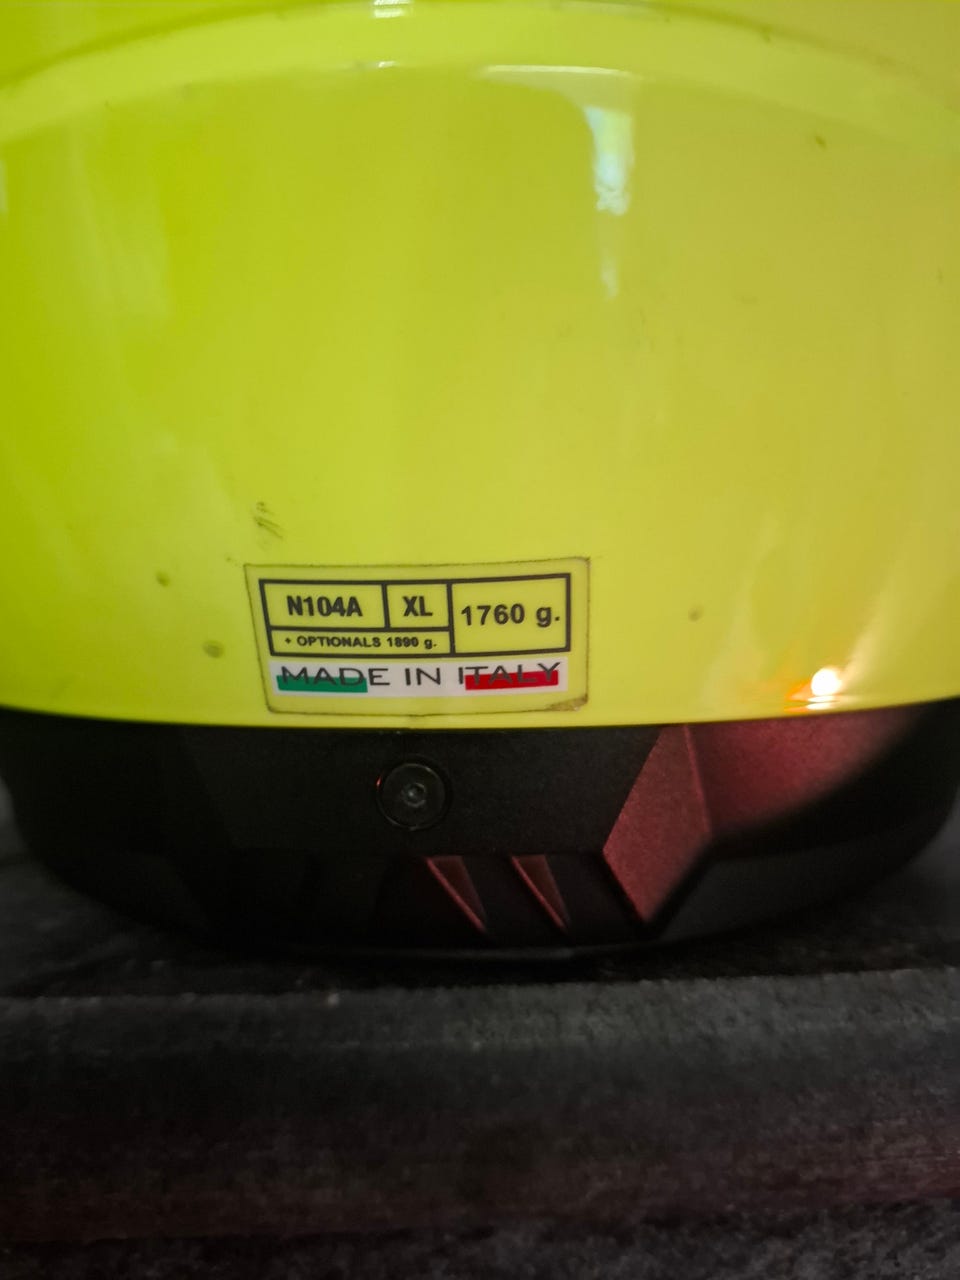 N104A XL 1760 g.
+ OPTIONALS 1890 g.
MADE IN ITALY